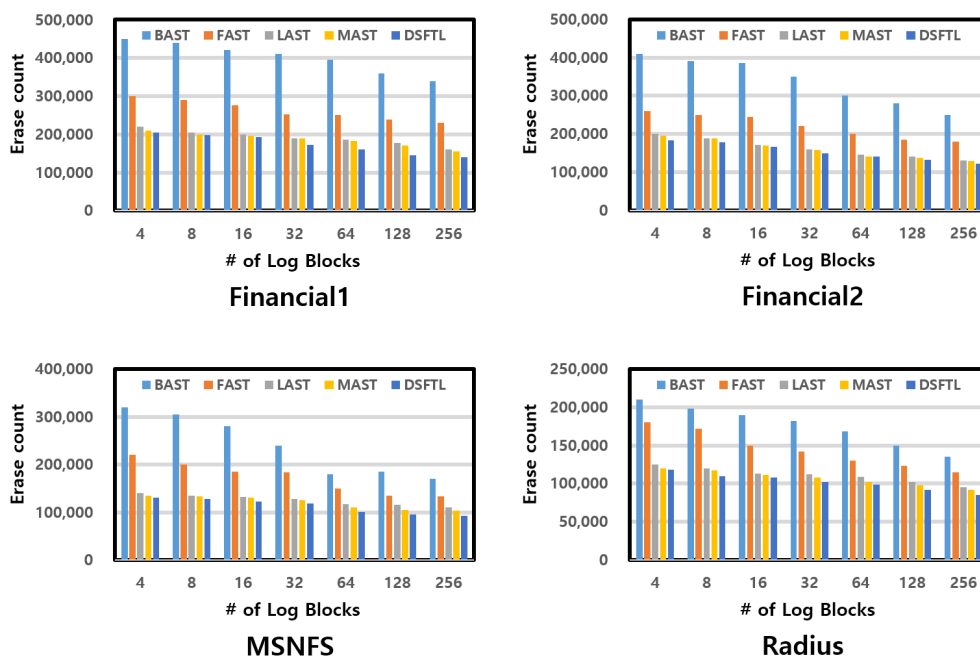 500,000
400,000
300,000
200,000
100,000
0
Erase count
BAST FAST LAST MAST DSFTL
4 8 16 32 64 128 256
# of Log Blocks
Financial1
500,000
400,000
300,000
200,000
100,000
0
Erase count
BAST FAST LAST MAST DSFTL
4 8 16 32 64 128 256
# of Log Blocks
Financial2
400,000
300,000
200,000
100,000
0
Erase count
BAST FAST LAST MAST DSFTL
4 8 16 32 64 128 256
# of Log Blocks
MSNFS
250,000
200,000
150,000
100,000
50,000
0
Erase count
BAST FAST LAST MAST DSFTL
4 8 16 32 64 128 256
# of Log Blocks
Radius